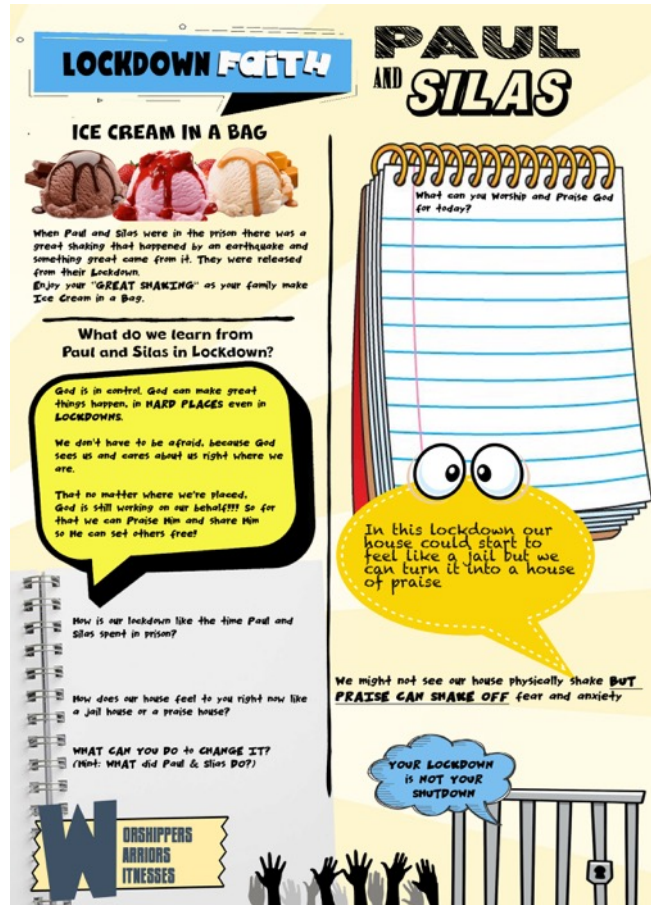 LOCKDOWN FaiTH
PAUL
AND SILAS
ICE CREAM IN A BAG
When Paul and Silas were in the prison there was a
great shaking that happened by an earthquake and
something great came from it. They were released
from their Lockdown.
Enjoy your "GREAT SHAKING" as your family make
Ice Cream in a Bag.
What do we learn from
Paul and Silas in Lockdown?
God is in control. God can make great
things happen, in HARD PLACES even in
LOCKDOWNS.
We don't have to be afraid, because God
sees us and cares about us right where we
are.
That no matter where we're placed,
God is still working on our behalf!!! So for
that we can Praise Him and share Him
so He can set others free!
How is our lockdown like the time Paul and
Silas spent in prison?
How does our house feel to you right now like
a jail house or a praise house?
WHAT CAN YOU DO to CHANGE IT?
(Hint: WHAT did Paul & Slias DO?)
WORSHIPPERS
ARRIORS
ITNESSES
What can you Worship and Praise God
for today?
In this lockdown our
house could start to
feel like a jail but we
can turn it into a house
of praise
We might not see our house physically shake BUT
PRAISE CAN SHAKE OFF fear and anxiety
YOUR LOCKDOWN
is NOT YOUR
SHUTDOWN